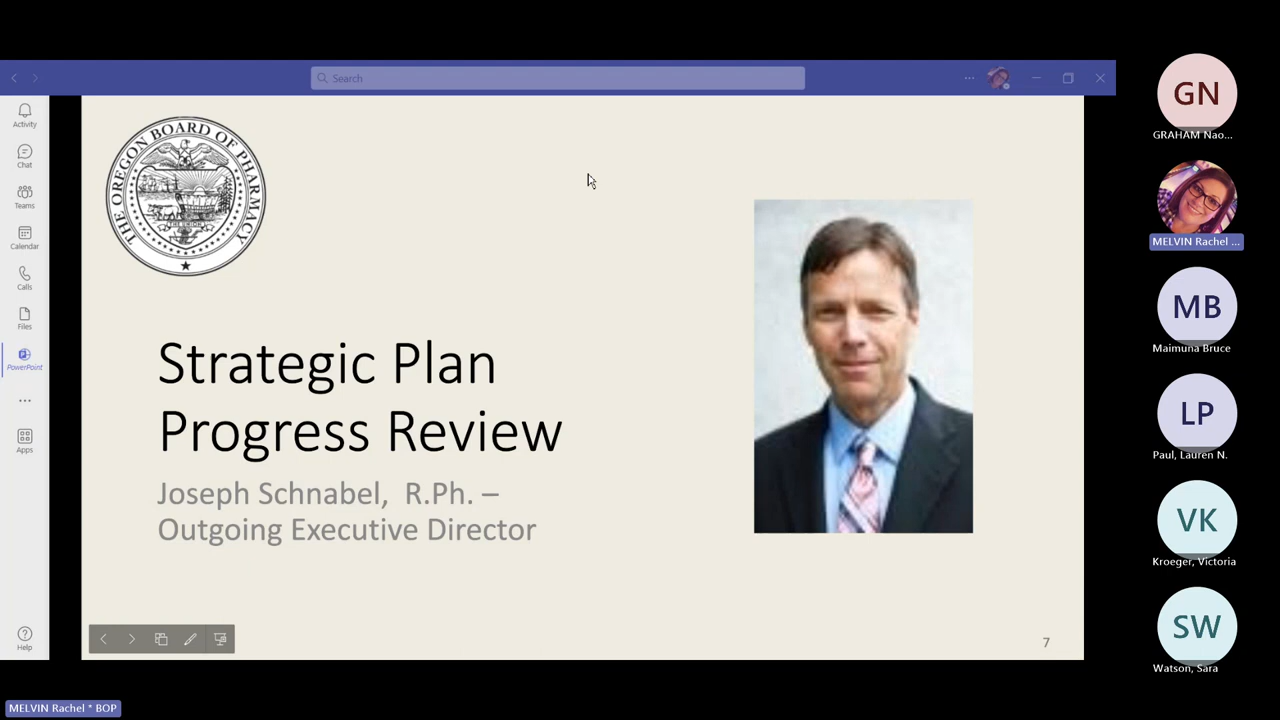 Search
Activity
Chat
Teams
Calendar
Calls
Files
PowerPoint
Apps
Help
THE OREGON BOARD OF PHARMACY
THE UNION
Strategic Plan
Progress Review
Joseph Schnabel, R.Ph. –
Outgoing Executive Director
7
GN
GRAHAM Nao...
MELVIN Rachel ...
MB
Maimuna Bruce
LP
Paul, Lauren N.
VK
Kroeger, Victoria
SW
Watson, Sara
MELVIN Rachel * BOP